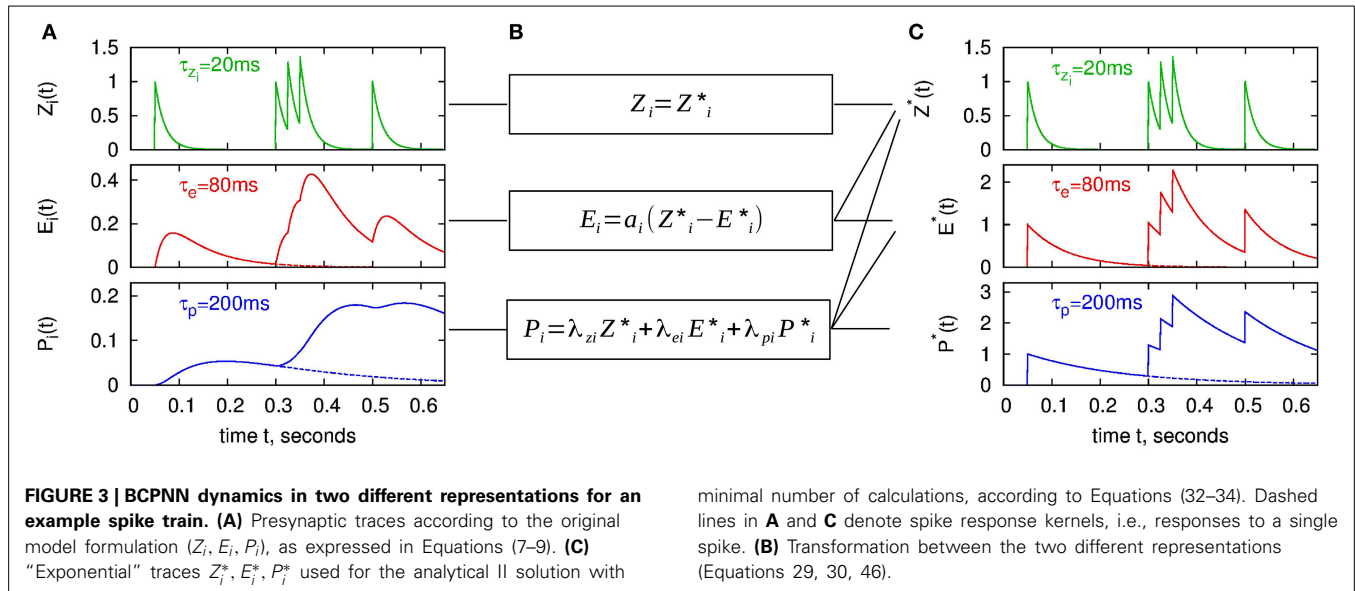 A
B
C
1.5
1
0.5
0
Z_i(t)
τ_{z_i}=20ms
0.4
0.2
0
E_i(t)
τ_e=80ms
0.2
0.1
0
P_i(t)
τ_p=200ms
0 0.1 0.2 0.3 0.4 0.5 0.6
time t, seconds
Z_i=Z*_i
E_i=a_i(Z*_i−E*_i)
P_i=λ_{zi}Z*_i+λ_{ei}E*_i+λ_{pi}P*_i
1.5
1
0.5
0
Z*(t)
τ_{z_i}=20ms
2
1
0
E*(t)
τ_e=80ms
3
2
1
0
P*(t)
τ_p=200ms
0 0.1 0.2 0.3 0.4 0.5 0.6
time t, seconds
FIGURE 3 | BCPNN dynamics in two different representations for an
example spike train. (A) Presynaptic traces according to the original
model formulation (Z_i, E_i, P_i), as expressed in Equations (7–9). (C)
"Exponential" traces Z_i^*, E_i^*, P_i^* used for the analytical II solution with
minimal number of calculations, according to Equations (32–34). Dashed
lines in A and C denote spike response kernels, i.e., responses to a single
spike. (B) Transformation between the two different representations
(Equations 29, 30, 46).